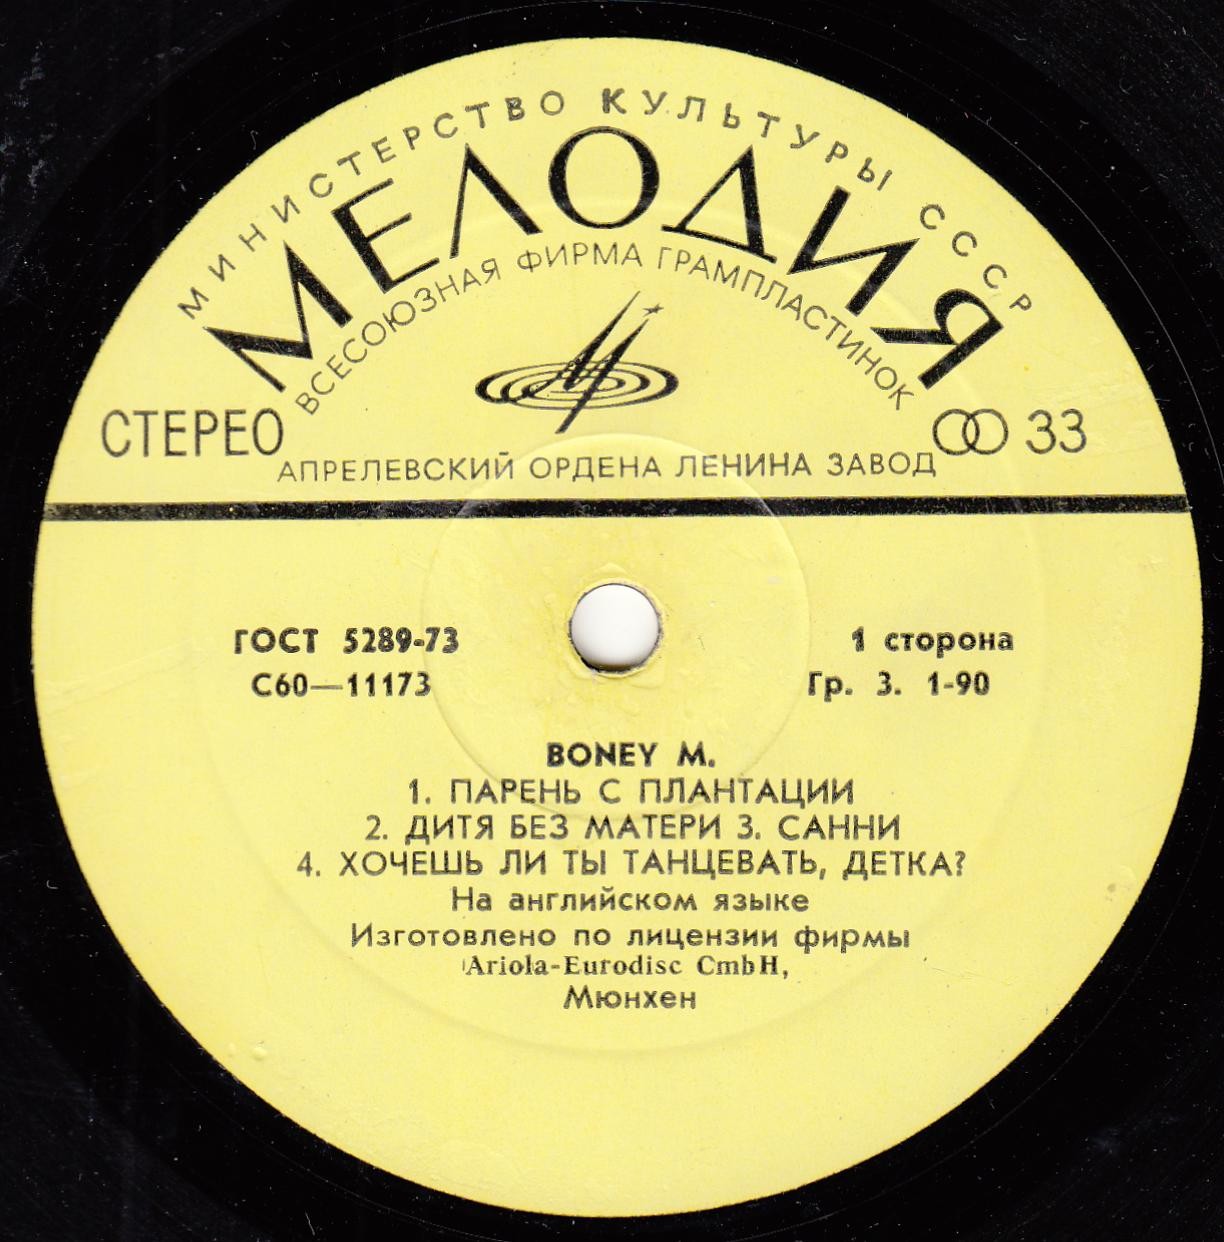 МИНИСТЕРСТВО КУЛЬТУРЫ СССР
МЕЛОДИЯ
ВСЕСОЮЗНАЯ ФИРМА ГРАМПЛАСТИНОК
СТЕРЕО
33
АПРЕЛЕВСКИЙ ОРДЕНА ЛЕНИНА ЗАВОД
ГОСТ 5289-73
1 сторона
С60—11173
Гр. 3. 1-90
BONEY M.
1. ПАРЕНЬ С ПЛАНТАЦИИ
2. ДИТЯ БЕЗ МАТЕРИ 3. САННИ
4. ХОЧЕШЬ ЛИ ТЫ ТАНЦЕВАТЬ, ДЕТКА?
На английском языке
Изготовлено по лицензии фирмы
Ariola-Eurodisc CmbH,
Мюнхен